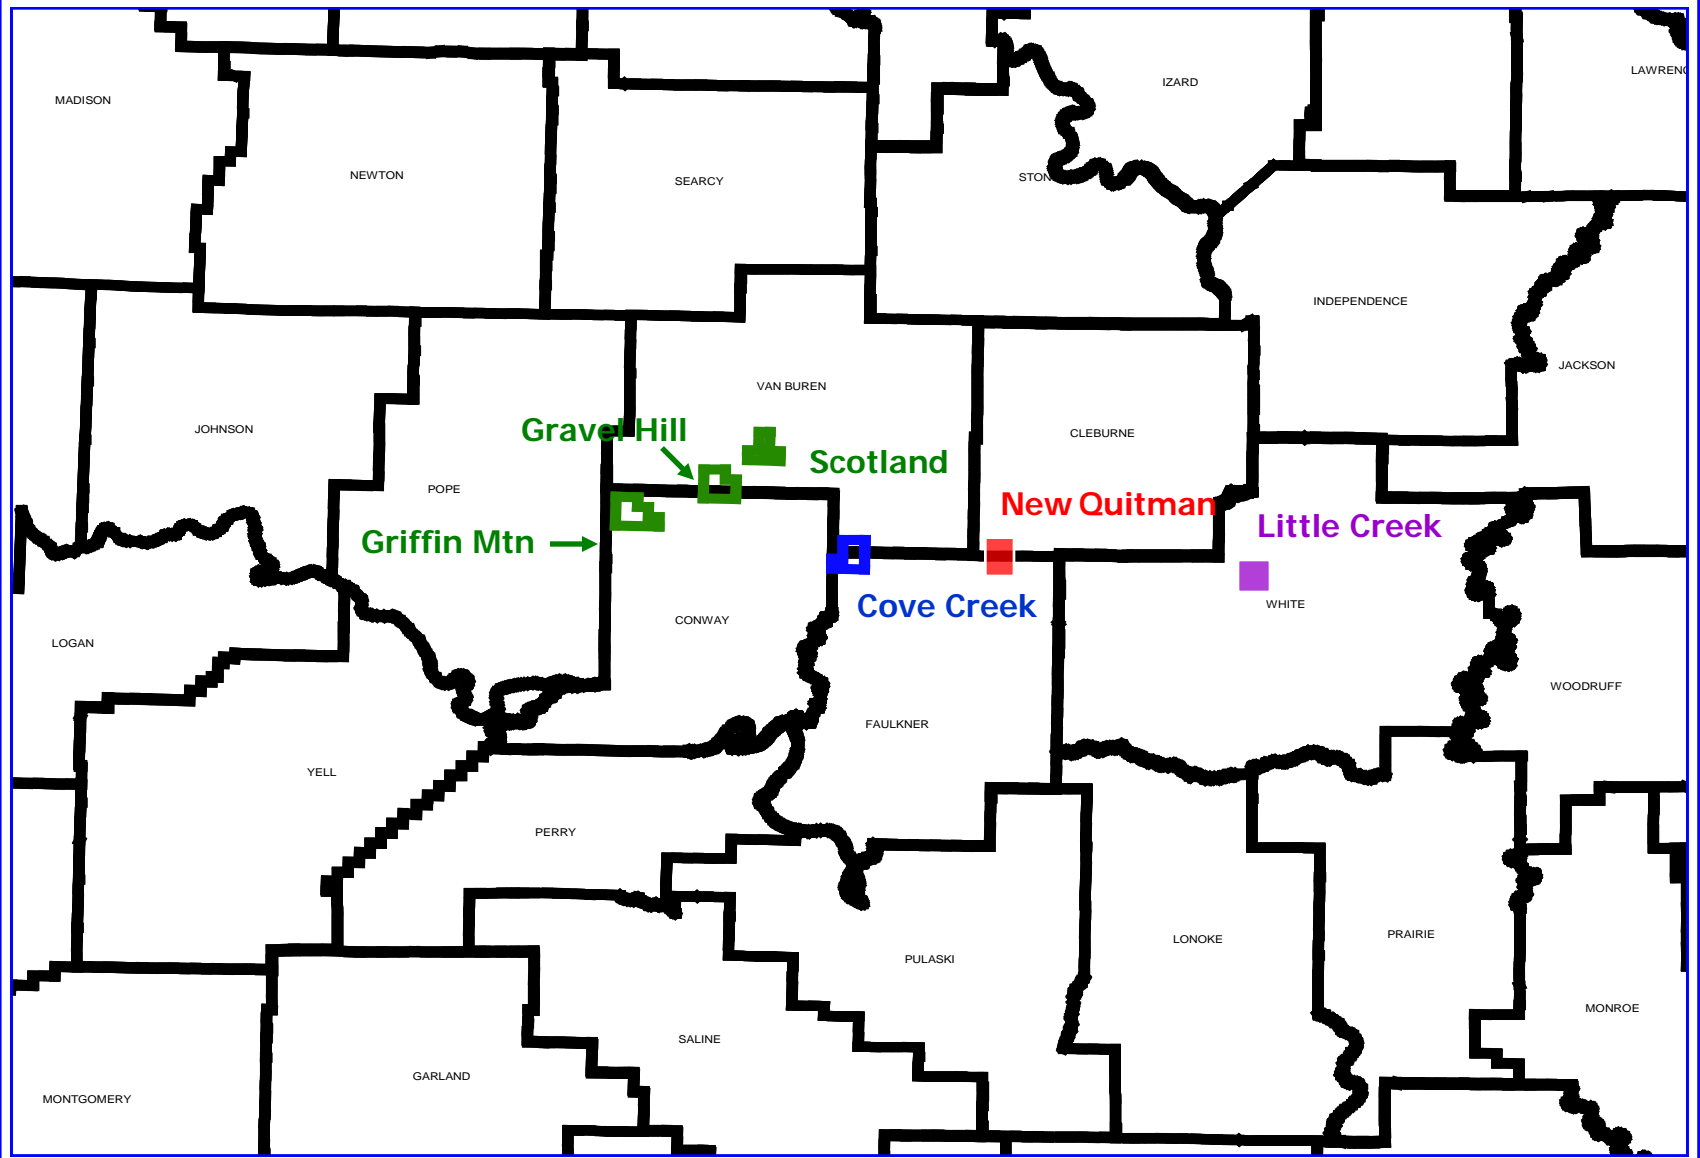 LAWRENC
IZARD
MADISON
NEWTON
SEARCY
STON
INDEPENDENCE
JACKSON
VAN BUREN
JOHNSON
Gravel Hill
CLEBURNE
Scotland
POPE
New Quitman
Little Creek
Griffin Mtn
WHITE
Cove Creek
CONWAY
LOGAN
WOODRUFF
FAULKNER
YELL
PERRY
PRAIRIE
LONOKE
PULASKI
MONROE
SALINE
GARLAND
MONTGOMERY